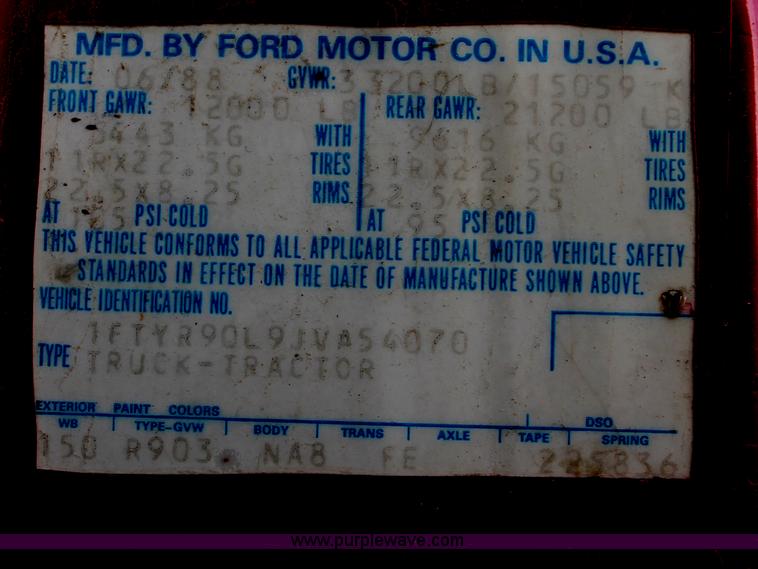 MFD. BY FORD MOTOR CO. IN U.S.A.
DATE: 06/88 GVWR: 33200LB/15059 K
FRONT GAWR: 12000 LB REAR GAWR: 21200 LB
5443 KG WITH 9616 KG WITH
11RX22.5G TIRES 11RX22.5G TIRES
22.5X8.25 RIMS 22.5X8.25 RIMS
AT PSI COLD AT 95 PSI COLD
THIS VEHICLE CONFORMS TO ALL APPLICABLE FEDERAL MOTOR VEHICLE SAFETY
STANDARDS IN EFFECT ON THE DATE OF MANUFACTURE SHOWN ABOVE.
VEHICLE IDENTIFICATION NO.
1FTYR90L9JVA54070
TYPE TRUCK-TRACTOR
EXTERIOR PAINT COLORS DSO
WB TYPE-GVW BODY TRANS AXLE TAPE SPRING
150 R903 NA8 FE
www.purplewave.com